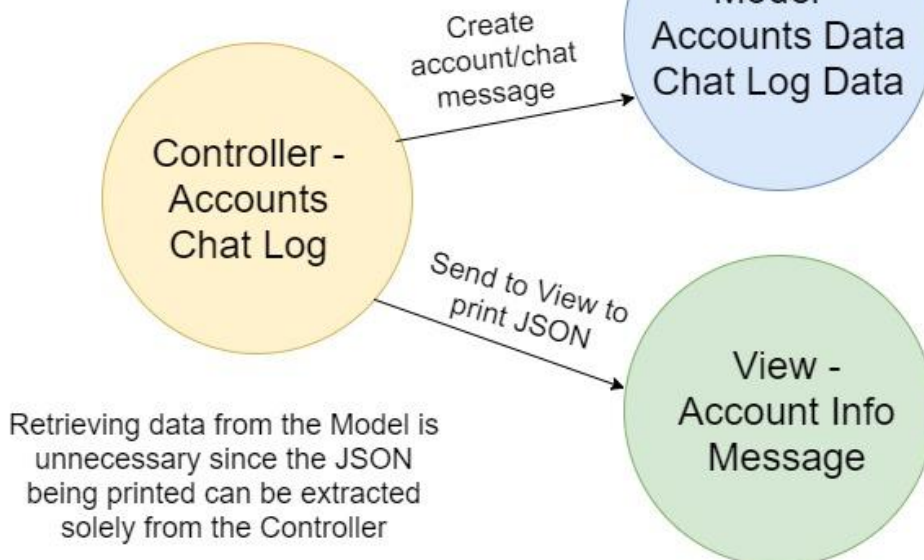 Create
account/chat
message
Accounts Data
Chat Log Data
Controller -
Accounts
Chat Log
Send to View to
print JSON
View -
Account Info
Message
Retrieving data from the Model is
unnecessary since the JSON
being printed can be extracted
solely from the Controller